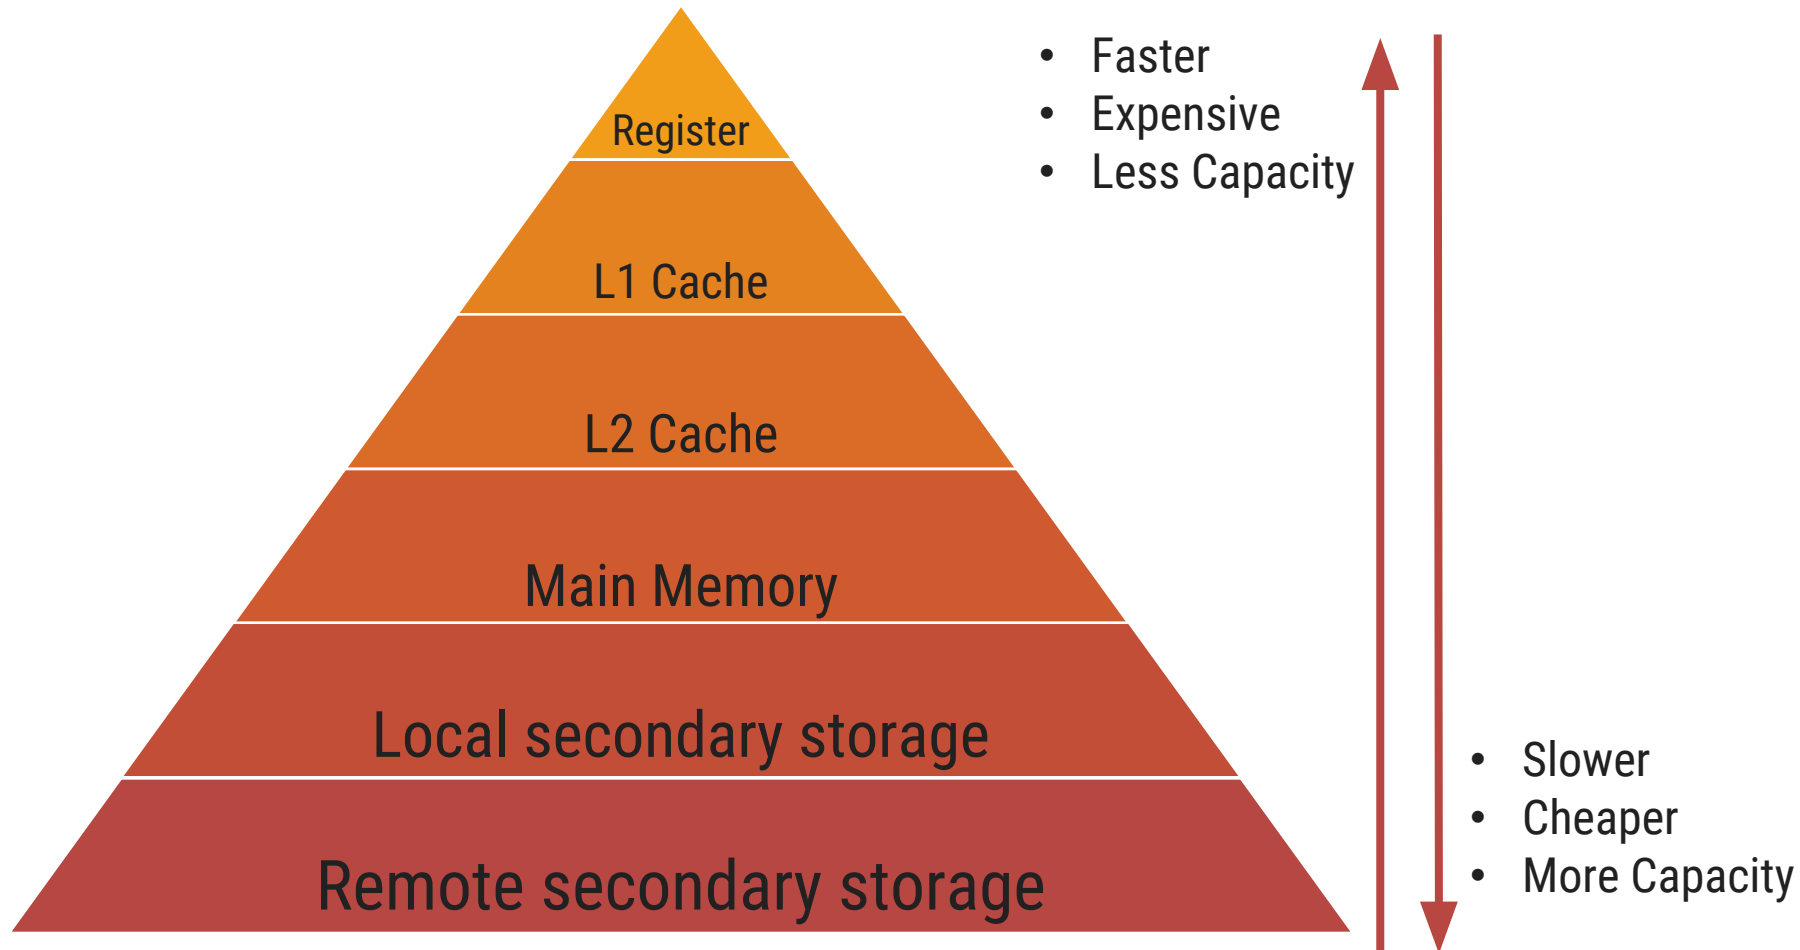 Register
L1 Cache
L2 Cache
Main Memory
Local secondary storage
Remote secondary storage
• Faster
• Expensive
• Less Capacity
• Slower
• Cheaper
• More Capacity